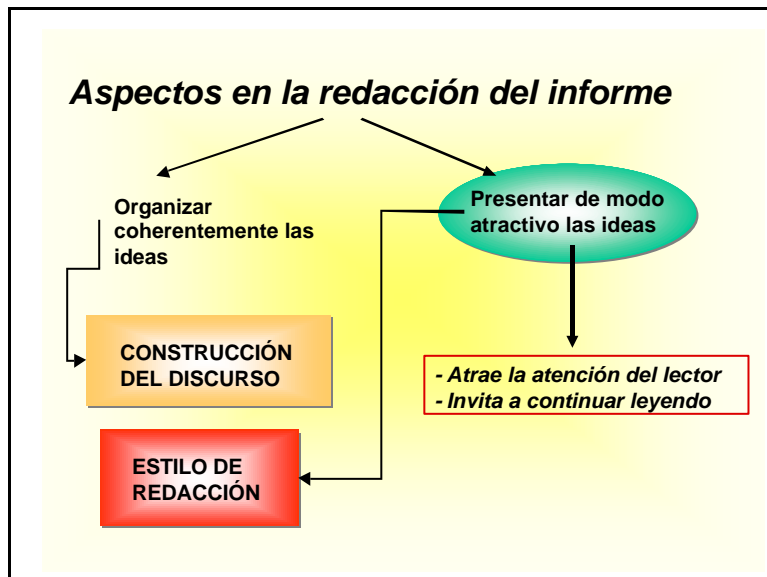 Aspectos en la redacción del informe
Organizar
coherentemente las
ideas
Presentar de modo
atractivo las ideas
CONSTRUCCIÓN
DEL DISCURSO
- Atrae la atención del lector
- Invita a continuar leyendo
ESTILO DE
REDACCIÓN